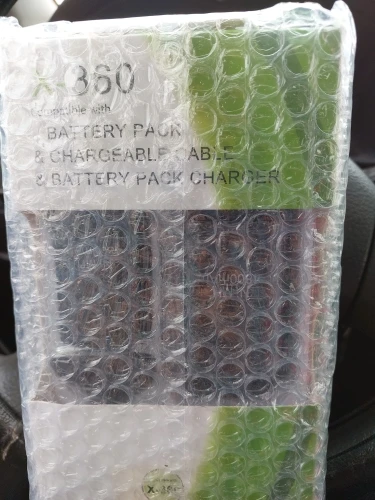 X-360
Compatible with
BATTERY PACK
& CHARGEABLE CABLE
& BATTERY PACK CHARGER